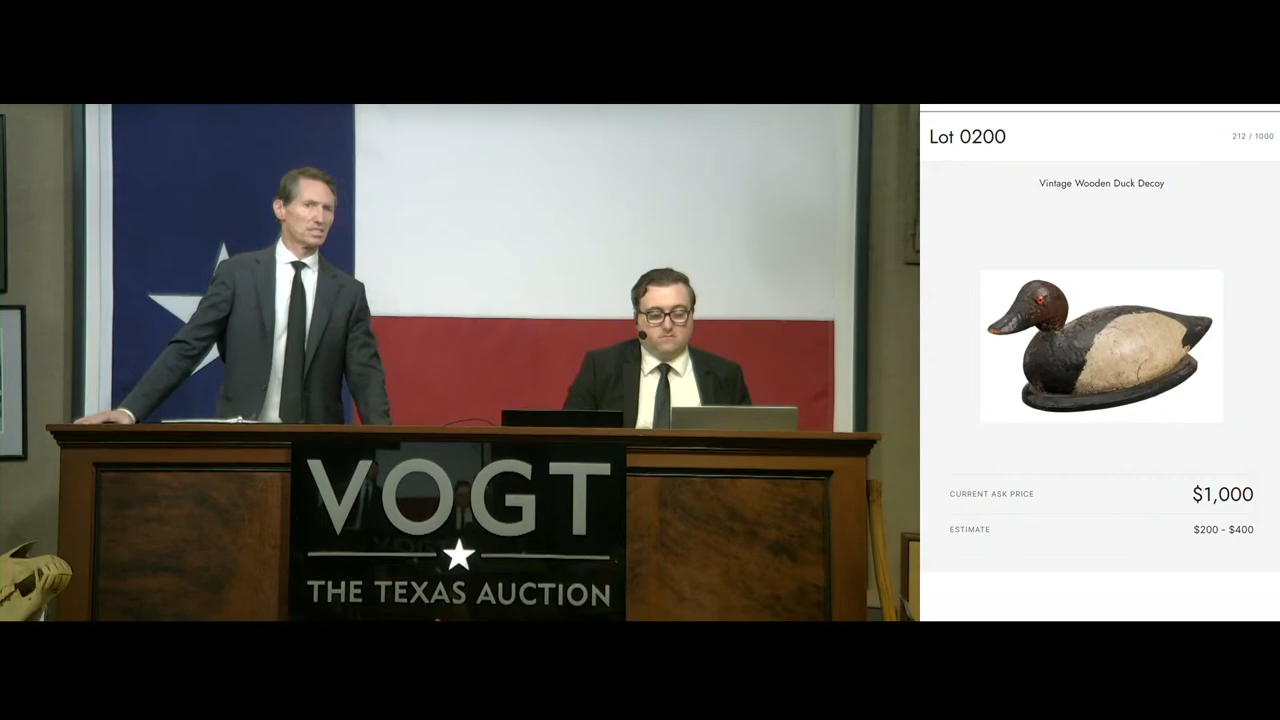 Lot 0200
212 / 1000
Vintage Wooden Duck Decoy
CURRENT ASK PRICE
$1,000
ESTIMATE
$200 - $400
VOGT
THE TEXAS AUCTION